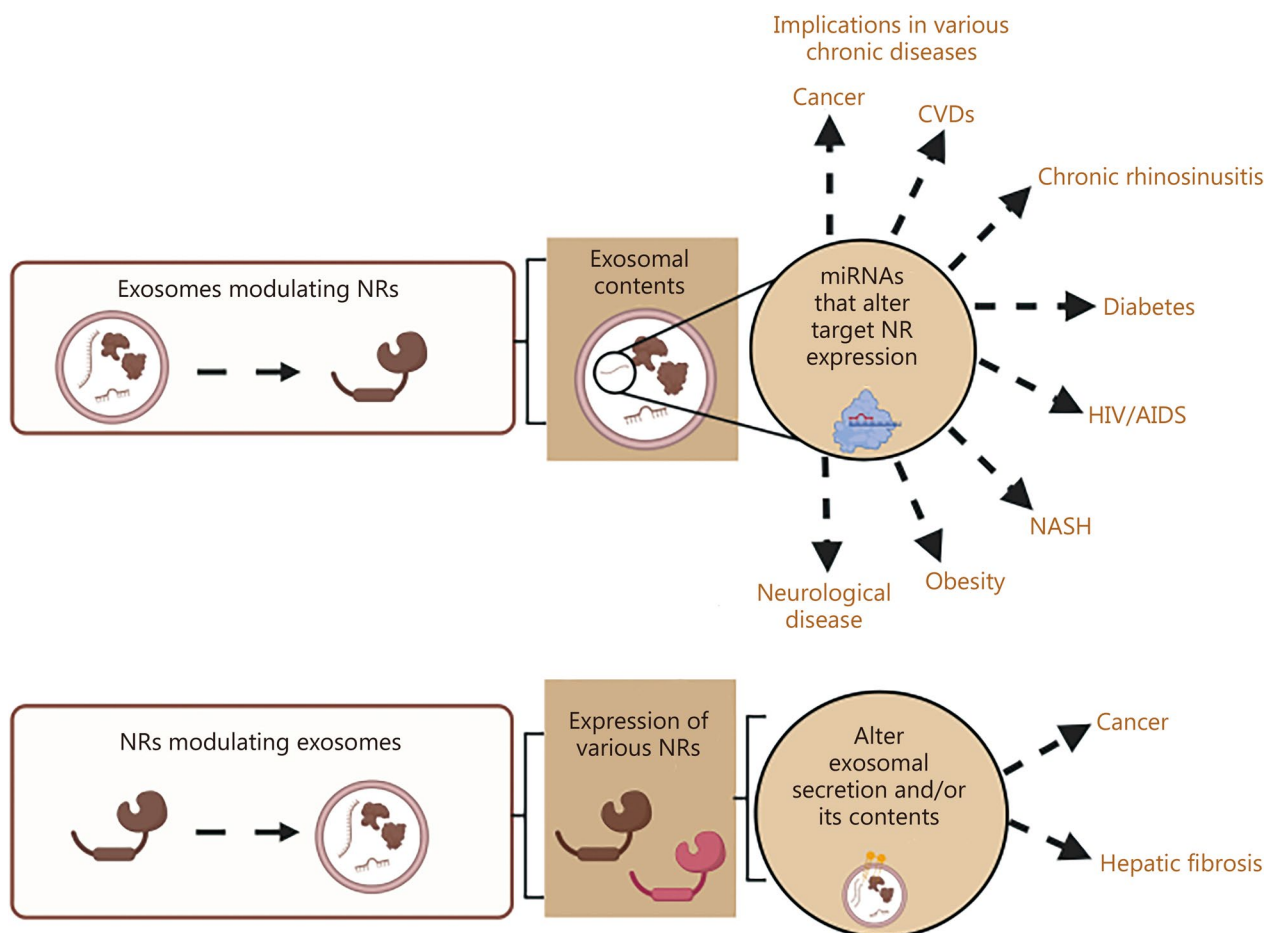 Implications in various
chronic diseases
Cancer
CVDs
Chronic rhinosinusitis
Diabetes
HIV/AIDS
NASH
Obesity
Neurological
disease
Exosomes modulating NRs
Exosomal
contents
miRNAs
that alter
target NR
expression
NRs modulating exosomes
Expression of
various NRs
Alter
exosomal
secretion and/or
its contents
Cancer
Hepatic fibrosis